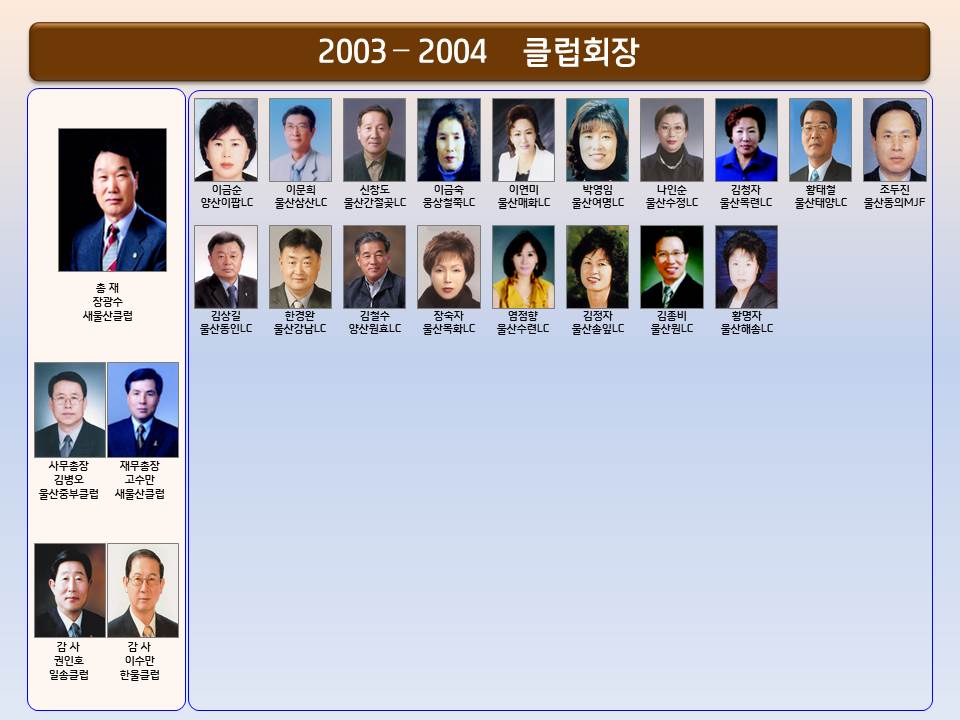 2003 – 2004 클럽회장
총 재
장광수
새울산클럽
사무총장
김병오
울산중부클럽
재무총장
고수만
새울산클럽
감 사
권인호
일송클럽
감 사
이수만
한울클럽
이금순
양산이팝LC
이문희
울산삼산LC
신창도
울산간절곶LC
이금숙
웅상철쭉LC
이연미
울산매화LC
박영임
울산여명LC
나인순
울산수정LC
김청자
울산목련LC
황태철
울산태양LC
조두진
울산동의MJF
김상길
울산동인LC
한경완
울산강남LC
김철수
양산원효LC
장숙자
울산목화LC
염점향
울산수련LC
김정자
울산솔잎LC
김종비
울산원LC
황명자
울산해송LC